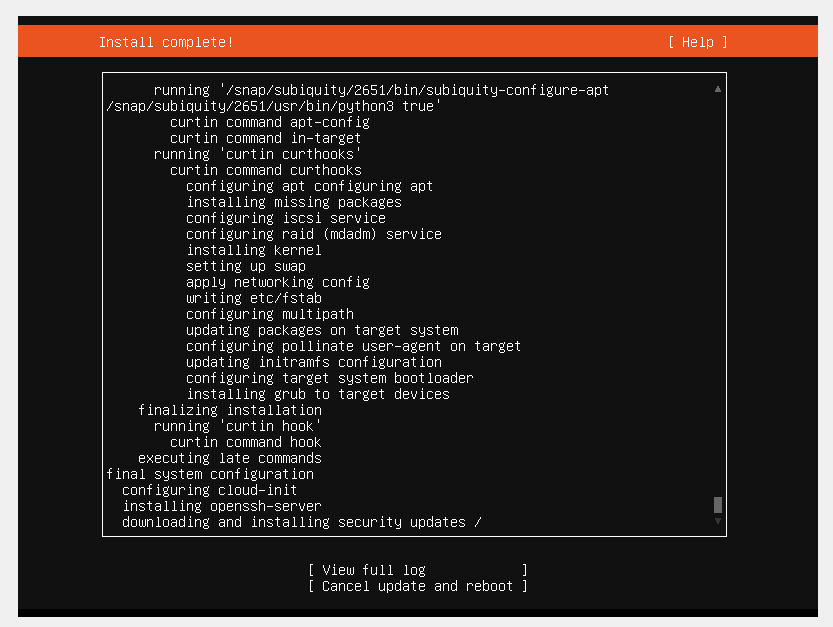 Install complete! [ Help ]
running '/snap/subiquity/2651/bin/subiquity-configure-apt
/snap/subiquity/2651/usr/bin/python3 true'
curtin command apt-config
curtin command in-target
running 'curtin curthooks'
curtin command curthooks
configuring apt configuring apt
installing missing packages
configuring iscsi service
configuring raid (mdadm) service
installing kernel
setting up swap
apply networking config
writing etc/fstab
configuring multipath
updating packages on target system
configuring pollinate user-agent on target
updating initramfs configuration
configuring target system bootloader
installing grub to target devices
finalizing installation
running 'curtin hook'
curtin command hook
executing late commands
final system configuration
configuring cloud-init
installing openssh-server
downloading and installing security updates /
[ View full log ]
[ Cancel update and reboot ]